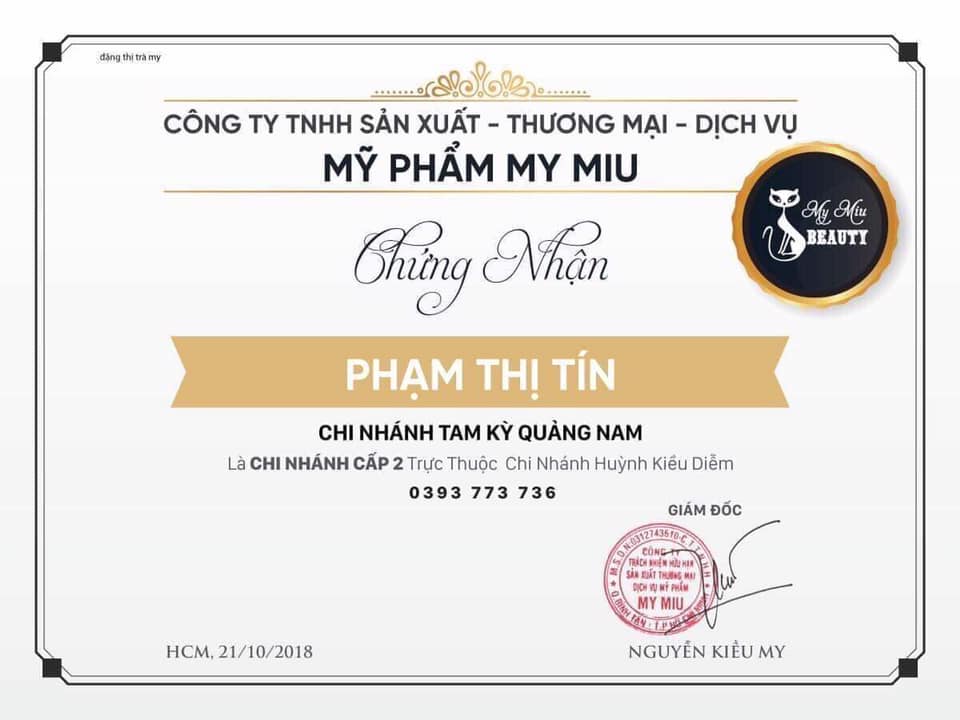 đặng thị trà my
CÔNG TY TNHH SẢN XUẤT - THƯƠNG MẠI - DỊCH VỤ
MỸ PHẨM MY MIU
My Miu
BEAUTY
Chứng Nhận
PHẠM THỊ TÍN
CHI NHÁNH TAM KỲ QUẢNG NAM
Là CHI NHÁNH CẤP 2 Trực Thuộc Chi Nhánh Huỳnh Kiều Diễm
0393 773 736
GIÁM ĐỐC
M.S.D.N:0312743610-C.T.T.N.H.H
CÔNG TY
TRÁCH NHIỆM HỮU HẠN
SẢN XUẤT THƯƠNG MẠI
DỊCH VỤ MỸ PHẨM
MY MIU
Q.BÌNH TÂN - T.P HỒ CHÍ MINH
HCM, 21/10/2018
NGUYỄN KIỀU MY